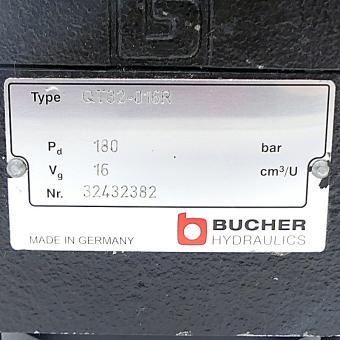 Type QT32-016R
Pd 180 bar
Vg 16 cm³/U
Nr. 32432382
MADE IN GERMANY
BUCHER
HYDRAULICS